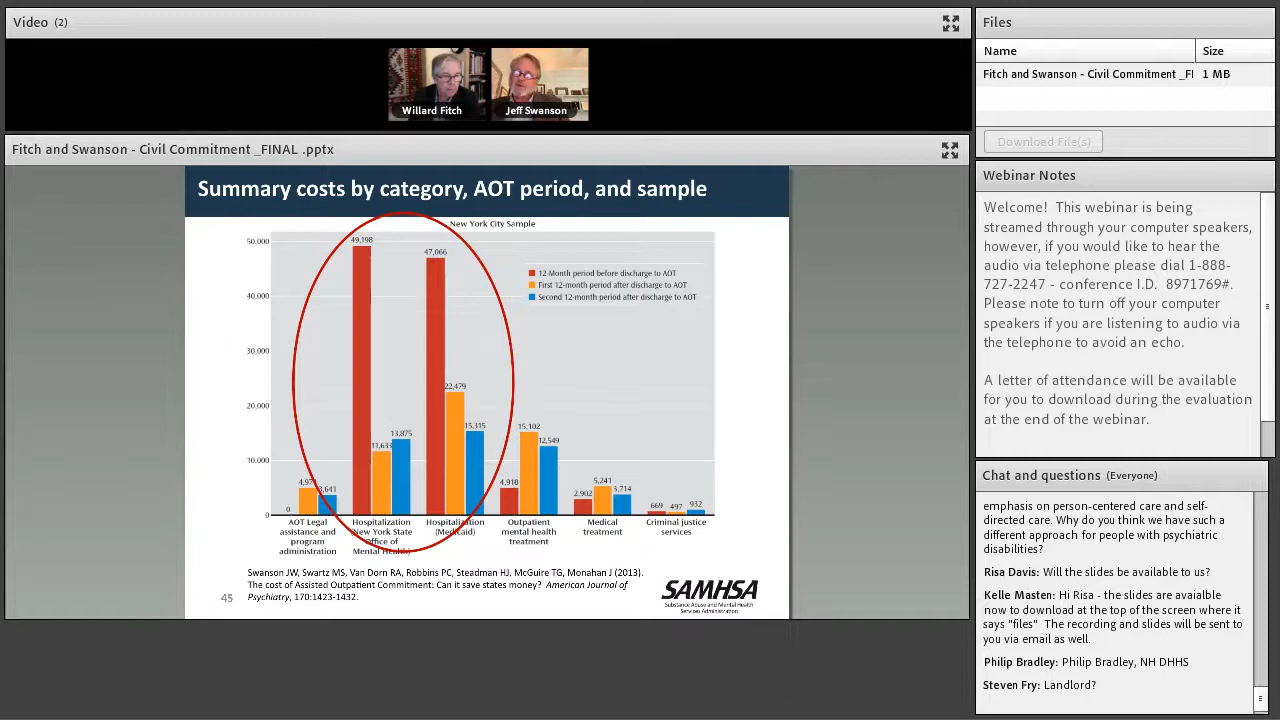 Video (2)
Willard Fitch
Jeff Swanson
Fitch and Swanson - Civil Commitment _FINAL .pptx
Summary costs by category, AOT period, and sample
New York City Sample
50,000
40,000
30,000
20,000
10,000
0
12-Month period before discharge to AOT
First 12-month period after discharge to AOT
Second 12-month period after discharge to AOT
0
49,198
11,633
13,875
47,066
22,479
15,315
4,918
15,102
12,549
2,902
5,241
3,714
669
497
932
AOT Legal
assistance and
program
administration
Hospitalization
(New York State
Office of
Mental Health)
Hospitalization
(Medicaid)
Outpatient
mental health
treatment
Medical
treatment
Criminal justice
services
Swanson JW, Swartz MS, Van Dorn RA, Robbins PC, Steadman HJ, McGuire TG, Monahan J (2013).
The cost of Assisted Outpatient Commitment: Can it save states money? American Journal of
Psychiatry, 170:1423-1432.
45
SAMHSA
Substance Abuse and Mental Health
Services Administration
Files
Name Size
Fitch and Swanson - Civil Commitment _FI 1 MB
Download File(s)
Webinar Notes
Welcome! This webinar is being
streamed through your computer speakers,
however, if you would like to hear the
audio via telephone please dial 1-888-
727-2247 - conference I.D. 8971769#.
Please note to turn off your computer
speakers if you are listening to audio via
the telephone to avoid an echo.
A letter of attendance will be available
for you to download during the evaluation
at the end of the webinar.
Chat and questions (Everyone)
emphasis on person-centered care and self-
directed care. Why do you think we have such a
different approach for people with psychiatric
disabilities?
Risa Davis: Will the slides be available to us?
Kelle Masten: Hi Risa - the slides are avaialble
now to download at the top of the screen where it
says "files" The recording and slides will be sent to
you via email as well.
Philip Bradley: Philip Bradley, NH DHHS
Steven Fry: Landlord?